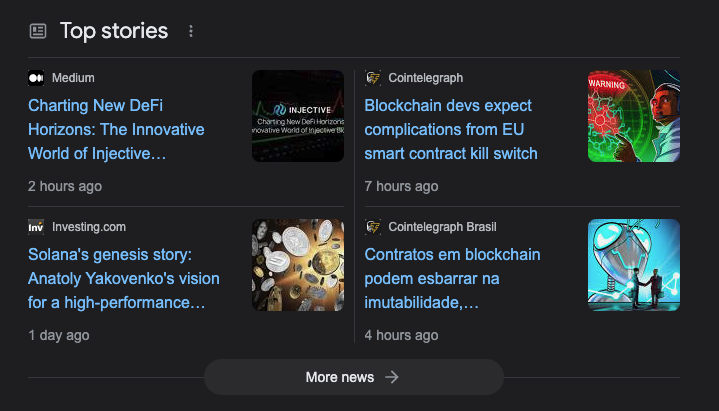 Top stories
Medium
Charting New DeFi
Horizons: The Innovative
World of Injective…
2 hours ago
INJECTIVE
Charting New DeFi Horizons
nnovative World of Injective Bl
Cointelegraph
Blockchain devs expect
complications from EU
smart contract kill switch
7 hours ago
WARNING
Inv
Investing.com
Solana's genesis story:
Anatoly Yakovenko's vision
for a high-performance…
1 day ago
Cointelegraph Brasil
Contratos em blockchain
podem esbarrar na
imutabilidade,…
4 hours ago
More news